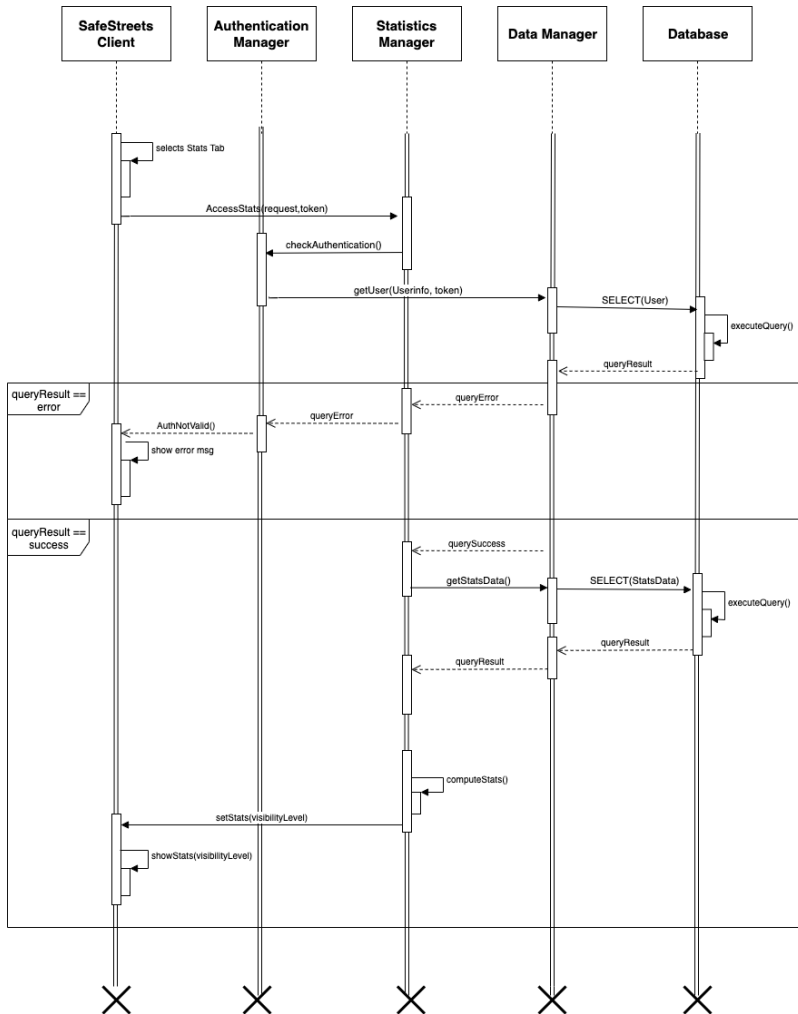 SafeStreets
Client
Authentication
Manager
Statistics
Manager
Data Manager
Database
selects Stats Tab
AccessStats(request,token)
checkAuthentication()
getUser(Userinfo, token)
SELECT(User)
executeQuery()
queryResult
queryResult ==
error
queryError
queryError
AuthNotValid()
show error msg
queryResult ==
success
querySuccess
getStatsData()
SELECT(StatsData)
executeQuery()
queryResult
queryResult
computeStats()
setStats(visibilityLevel)
showStats(visibilityLevel)